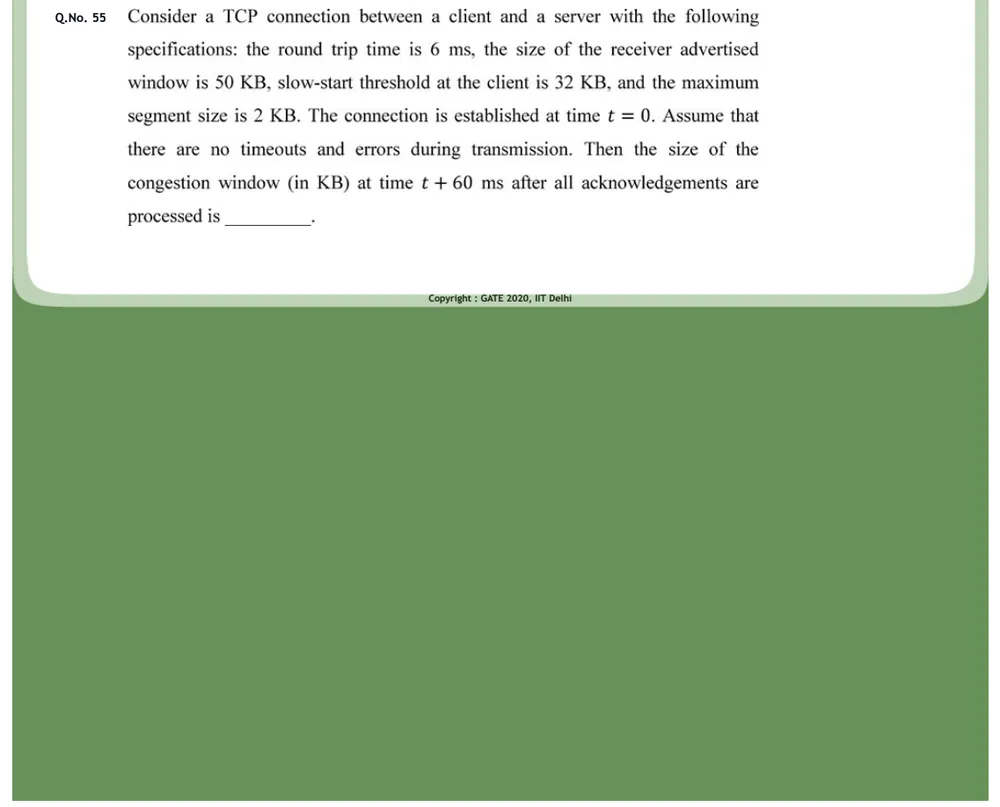 Q.No. 55 Consider a TCP connection between a client and a server with the following
specifications: the round trip time is 6 ms, the size of the receiver advertised
window is 50 KB, slow-start threshold at the client is 32 KB, and the maximum
segment size is 2 KB. The connection is established at time t = 0. Assume that
there are no timeouts and errors during transmission. Then the size of the
congestion window (in KB) at time t + 60 ms after all acknowledgements are
processed is __________.
Copyright : GATE 2020, IIT Delhi